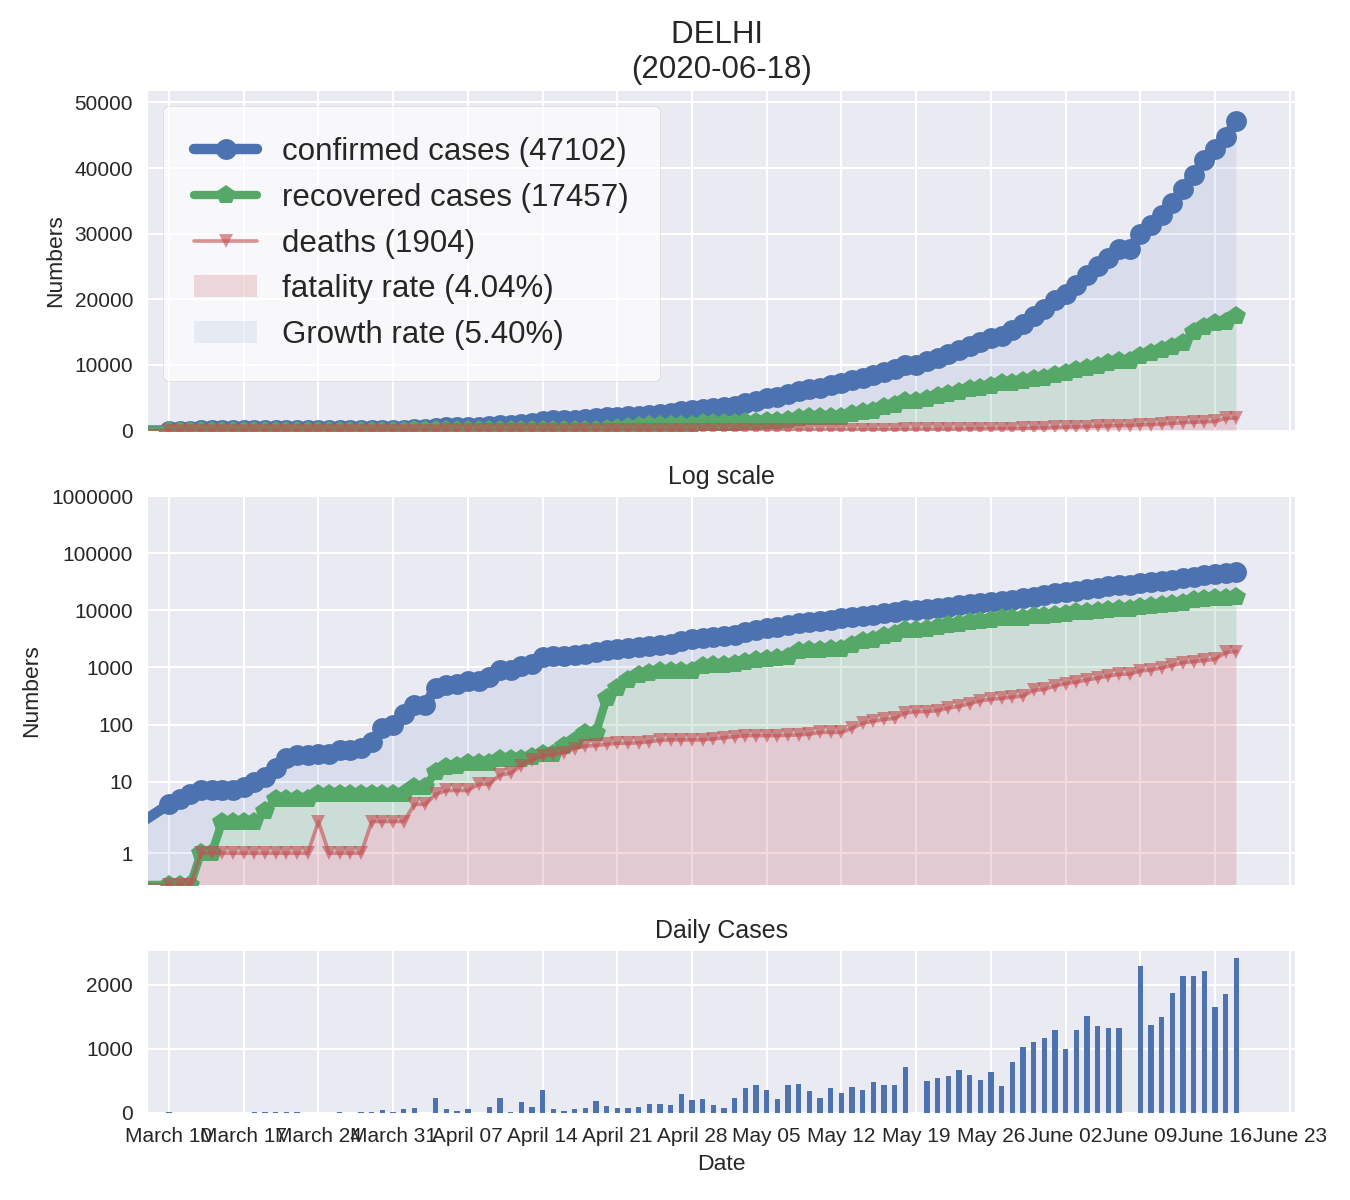 DELHI
(2020-06-18)
50000
40000
30000
20000
10000
0
Numbers
confirmed cases (47102)
recovered cases (17457)
deaths (1904)
fatality rate (4.04%)
Growth rate (5.40%)
Log scale
1000000
100000
10000
1000
100
10
1
Numbers
Daily Cases
2000
1000
0
March 10 March 17 March 24 March 31 April 07 April 14 April 21 April 28 May 05 May 12 May 19 May 26 June 02 June 09 June 16 June 23
Date